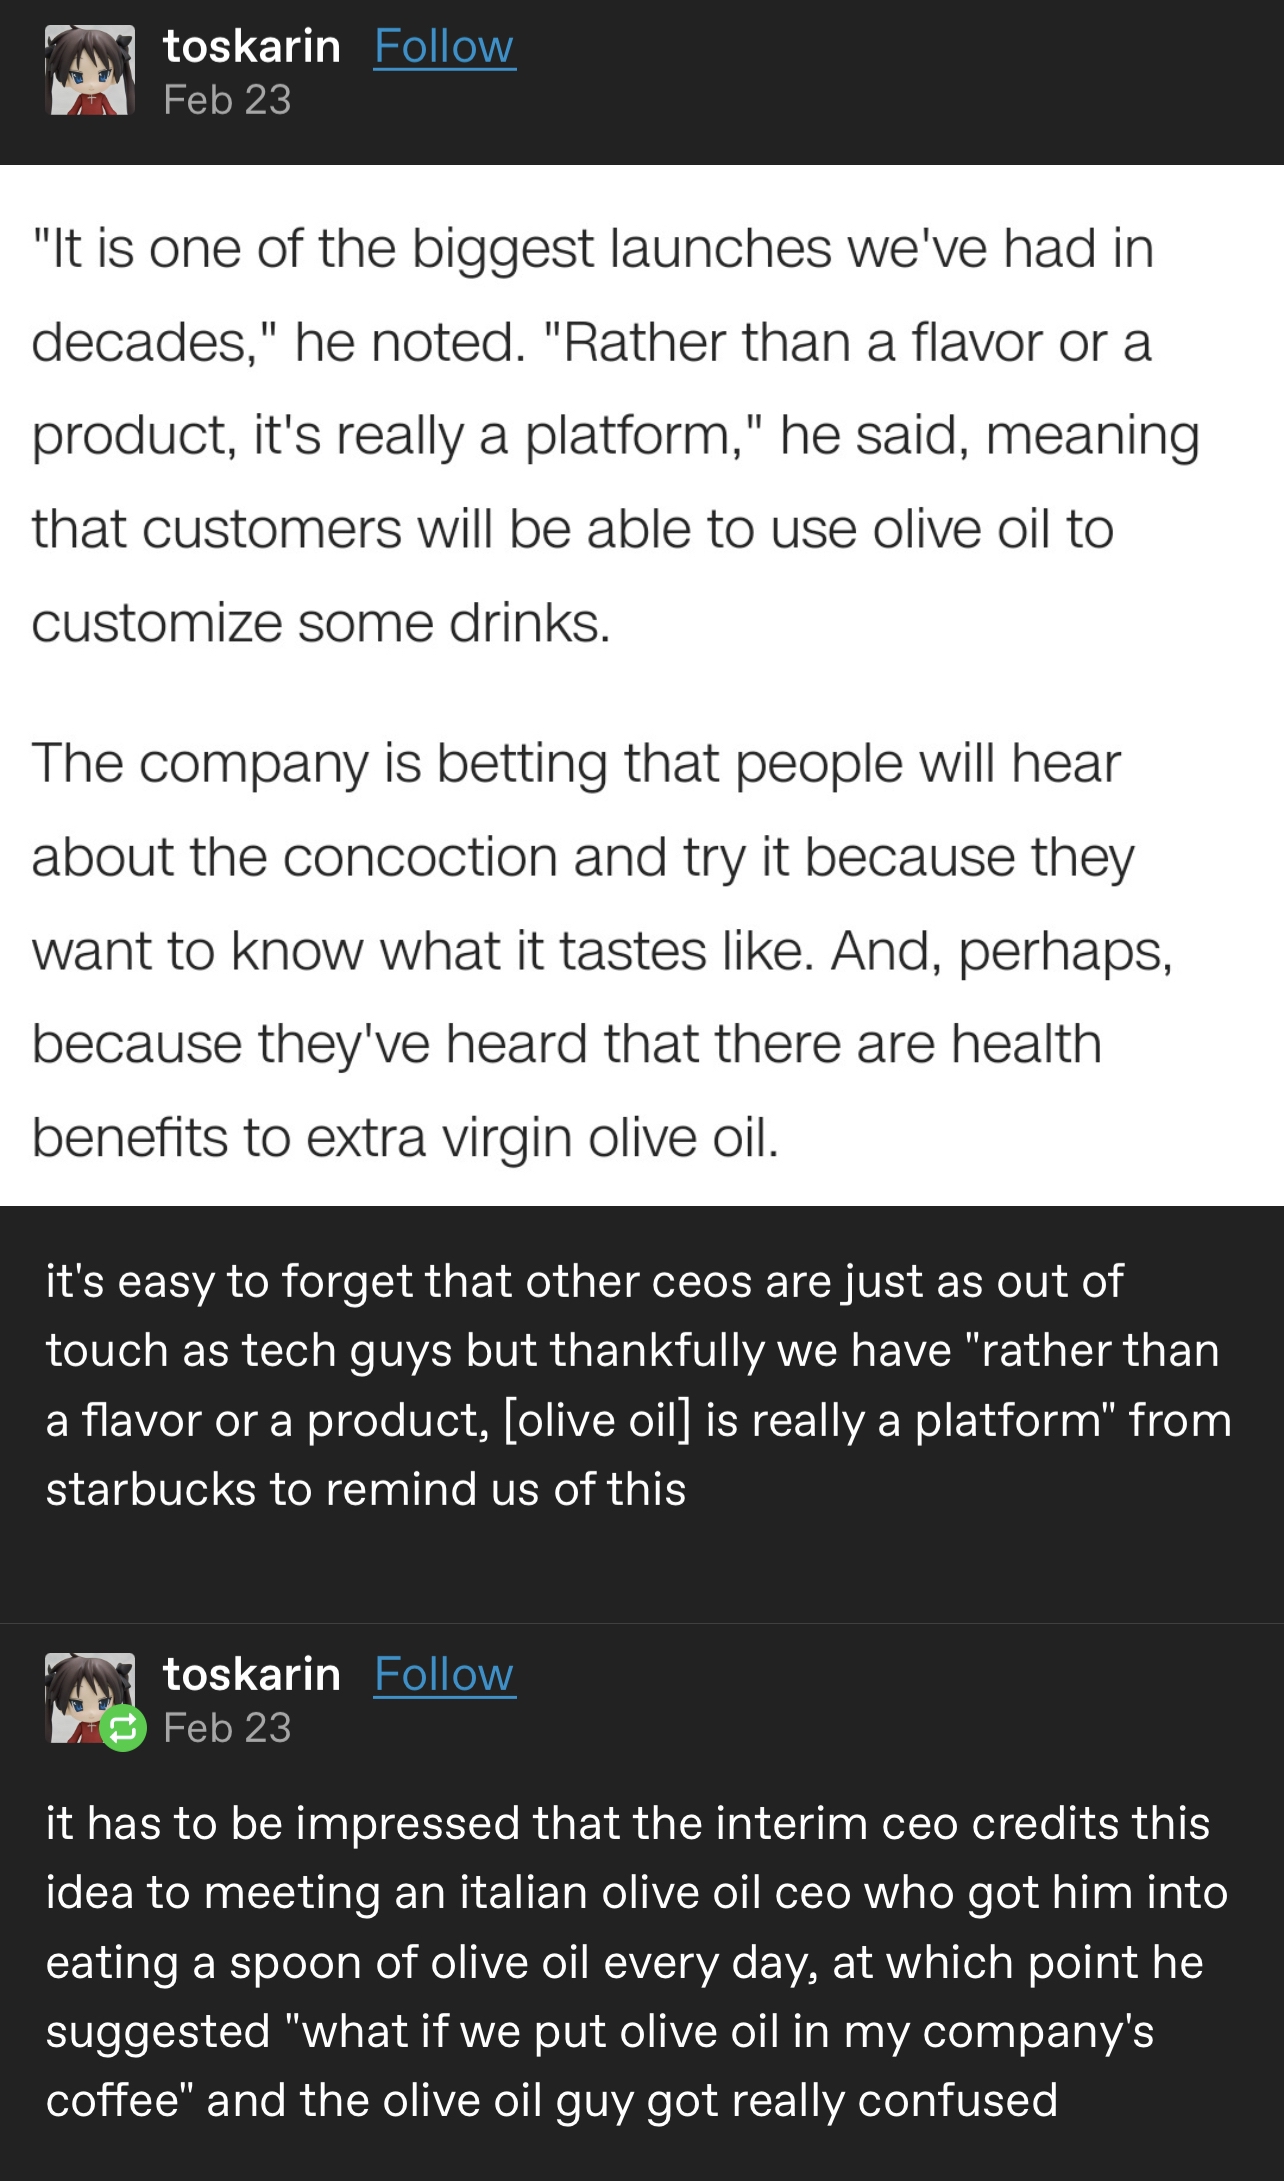 toskarin Follow
Feb 23
"It is one of the biggest launches we've had in
decades," he noted. "Rather than a flavor or a
product, it's really a platform," he said, meaning
that customers will be able to use olive oil to
customize some drinks.
The company is betting that people will hear
about the concoction and try it because they
want to know what it tastes like. And, perhaps,
because they've heard that there are health
benefits to extra virgin olive oil.
it's easy to forget that other ceos are just as out of
touch as tech guys but thankfully we have "rather than
a flavor or a product, [olive oil] is really a platform" from
starbucks to remind us of this
toskarin Follow
Feb 23
it has to be impressed that the interim ceo credits this
idea to meeting an italian olive oil ceo who got him into
eating a spoon of olive oil every day, at which point he
suggested "what if we put olive oil in my company's
coffee" and the olive oil guy got really confused